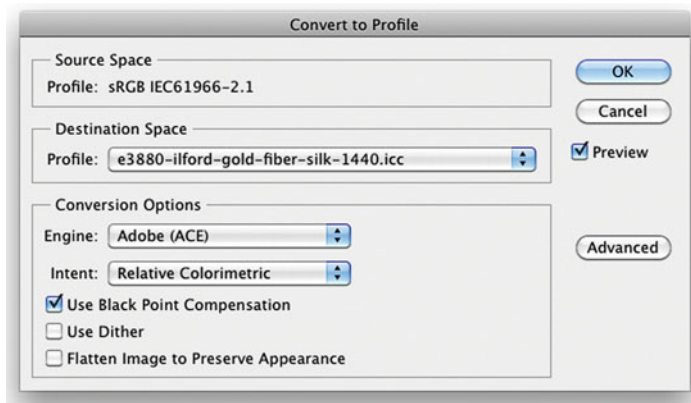 Convert to Profile
Source Space
Profile: sRGB IEC61966-2.1
OK
Cancel
Destination Space
Profile: e3880-ilford-gold-fiber-silk-1440.icc
Preview
Conversion Options
Engine: Adobe (ACE)
Advanced
Intent: Relative Colorimetric
Use Black Point Compensation
Use Dither
Flatten Image to Preserve Appearance